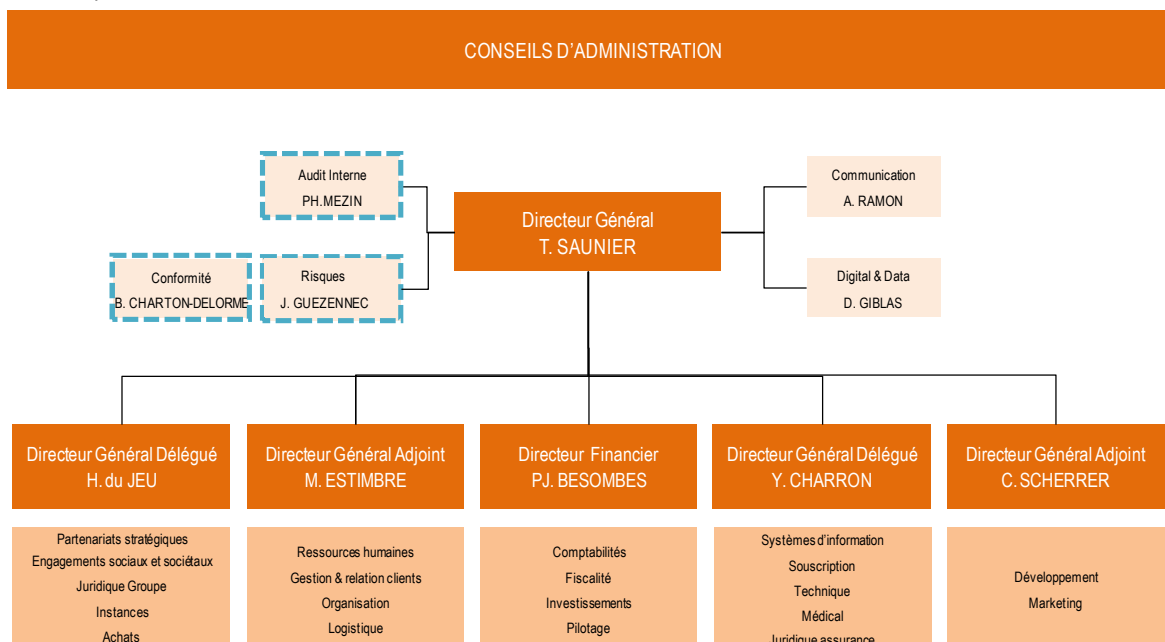 CONSEILS D'ADMINISTRATION
Audit Interne
PH.MEZIN
Communication
A. RAMON
Directeur Général
T. SAUNIER
Conformité
B. CHARTON-DELORME
Risques
J. GUEZENNEC
Digital & Data
D. GIBLAS
Directeur Général Délégué
H. du JEU
Directeur Général Adjoint
M. ESTIMBRE
Directeur Financier
PJ. BESOMBES
Directeur Général Délégué
Y. CHARRON
Directeur Général Adjoint
C. SCHERRER
Partenariats stratégiques
Engagements sociaux et sociétaux
Juridique Groupe
Instances
Achats
Ressources humaines
Gestion & relation clients
Organisation
Logistique
Comptabilités
Fiscalité
Investissements
Pilotage
Systèmes d'information
Souscription
Technique
Médical
Juridique assurance
Développement
Marketing